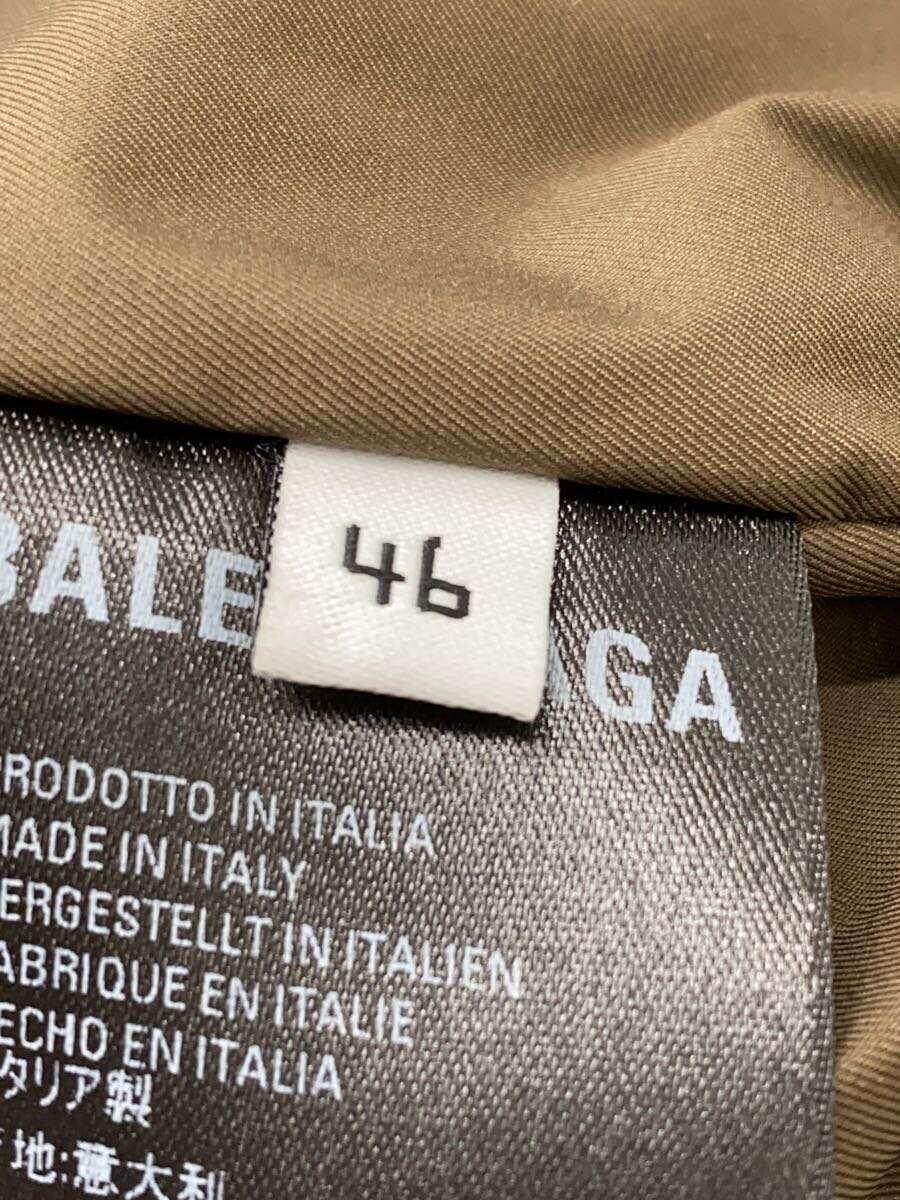 46
BALE GA
PRODOTTO IN ITALIA
MADE IN ITALY
ERGESTELLT IN ITALIEN
ABRIQUE EN ITALIE
ECHO EN ITALIA
タリア製
地:意大利